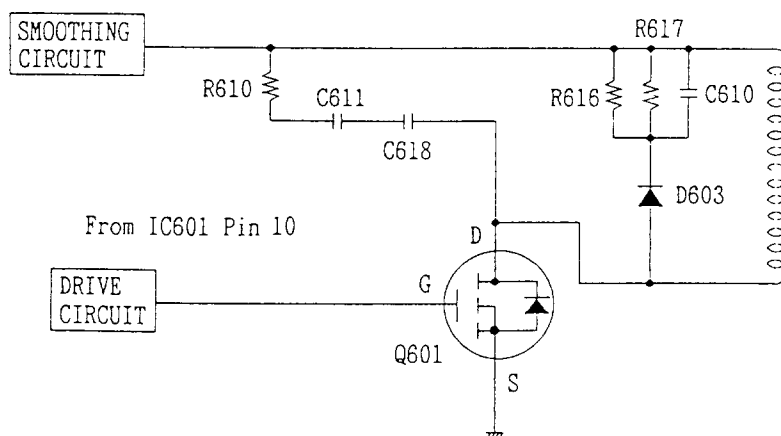 SMOOTHING
CIRCUIT
R617
R610
C611
R616
C610
C618
D603
From IC601 Pin 10
D
G
DRIVE
CIRCUIT
Q601
S